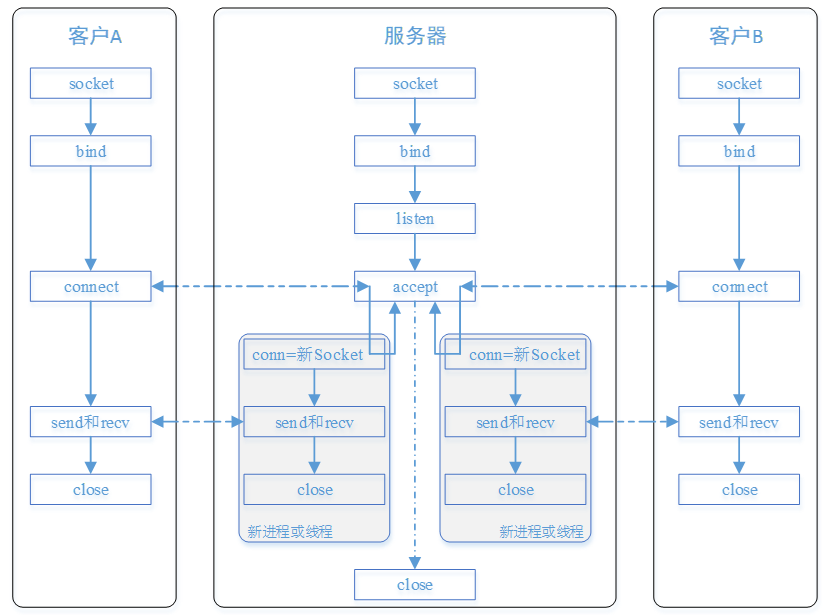 客户A
socket
bind
connect
send和recv
close
服务器
socket
bind
listen
accept
conn=新Socket
send和recv
close
新进程或线程
conn=新Socket
send和recv
close
新进程或线程
close
客户B
socket
bind
connect
send和recv
close